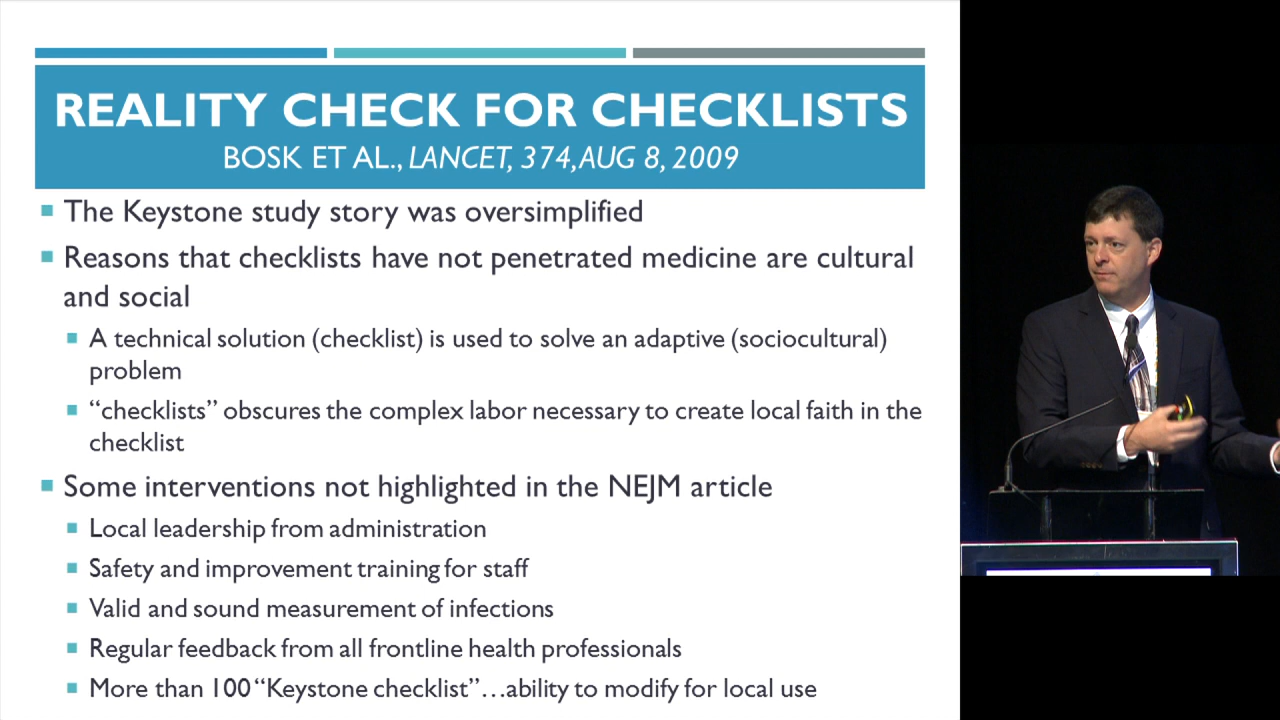 REALITY CHECK FOR CHECKLISTS
BOSK ET AL., LANCET, 374,AUG 8, 2009
The Keystone study story was oversimplified
Reasons that checklists have not penetrated medicine are cultural
and social
A technical solution (checklist) is used to solve an adaptive (sociocultural)
problem
“checklists” obscures the complex labor necessary to create local faith in the
checklist
Some interventions not highlighted in the NEJM article
Local leadership from administration
Safety and improvement training for staff
Valid and sound measurement of infections
Regular feedback from all frontline health professionals
More than 100 “Keystone checklist”…ability to modify for local use